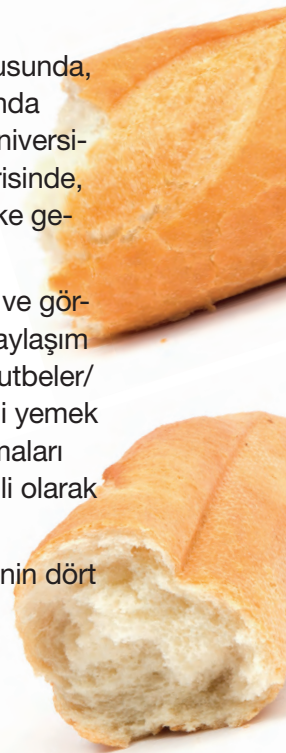 usunda,
nda
niversi-
risinde,
ke ge-
ve gör-
aylaşım
utbeler/
i yemek
maları
li olarak
nin dört